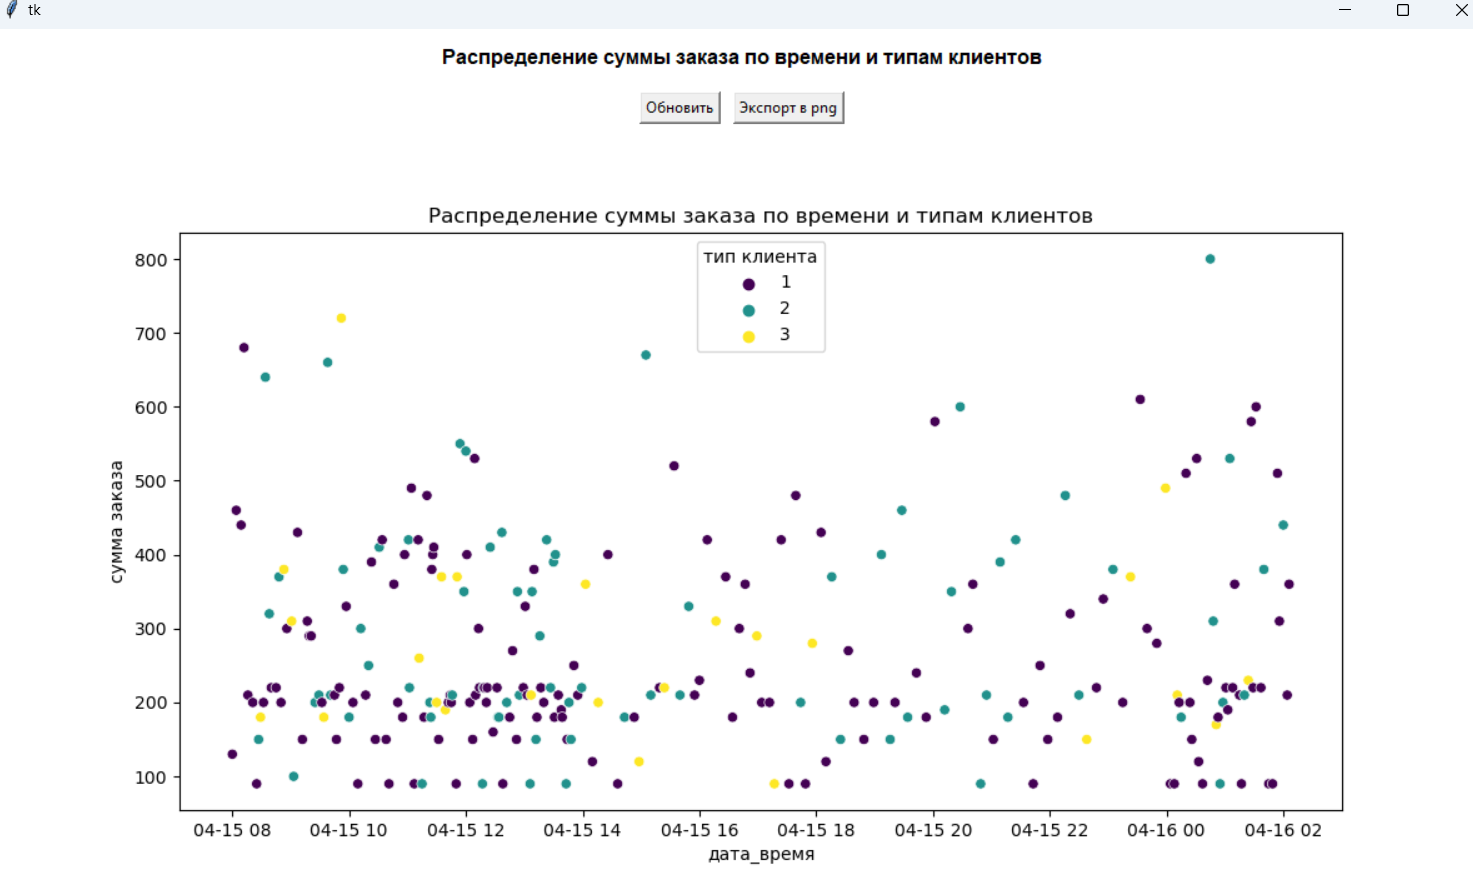 tk
Распределение суммы заказа по времени и типам клиентов
Обновить
Экспорт в png
Распределение суммы заказа по времени и типам клиентов
тип клиента
1
2
3
сумма заказа
800
700
600
500
400
300
200
100
04-15 08 04-15 10 04-15 12 04-15 14 04-15 16 04-15 18 04-15 20 04-15 22 04-16 00 04-16 02
дата_время